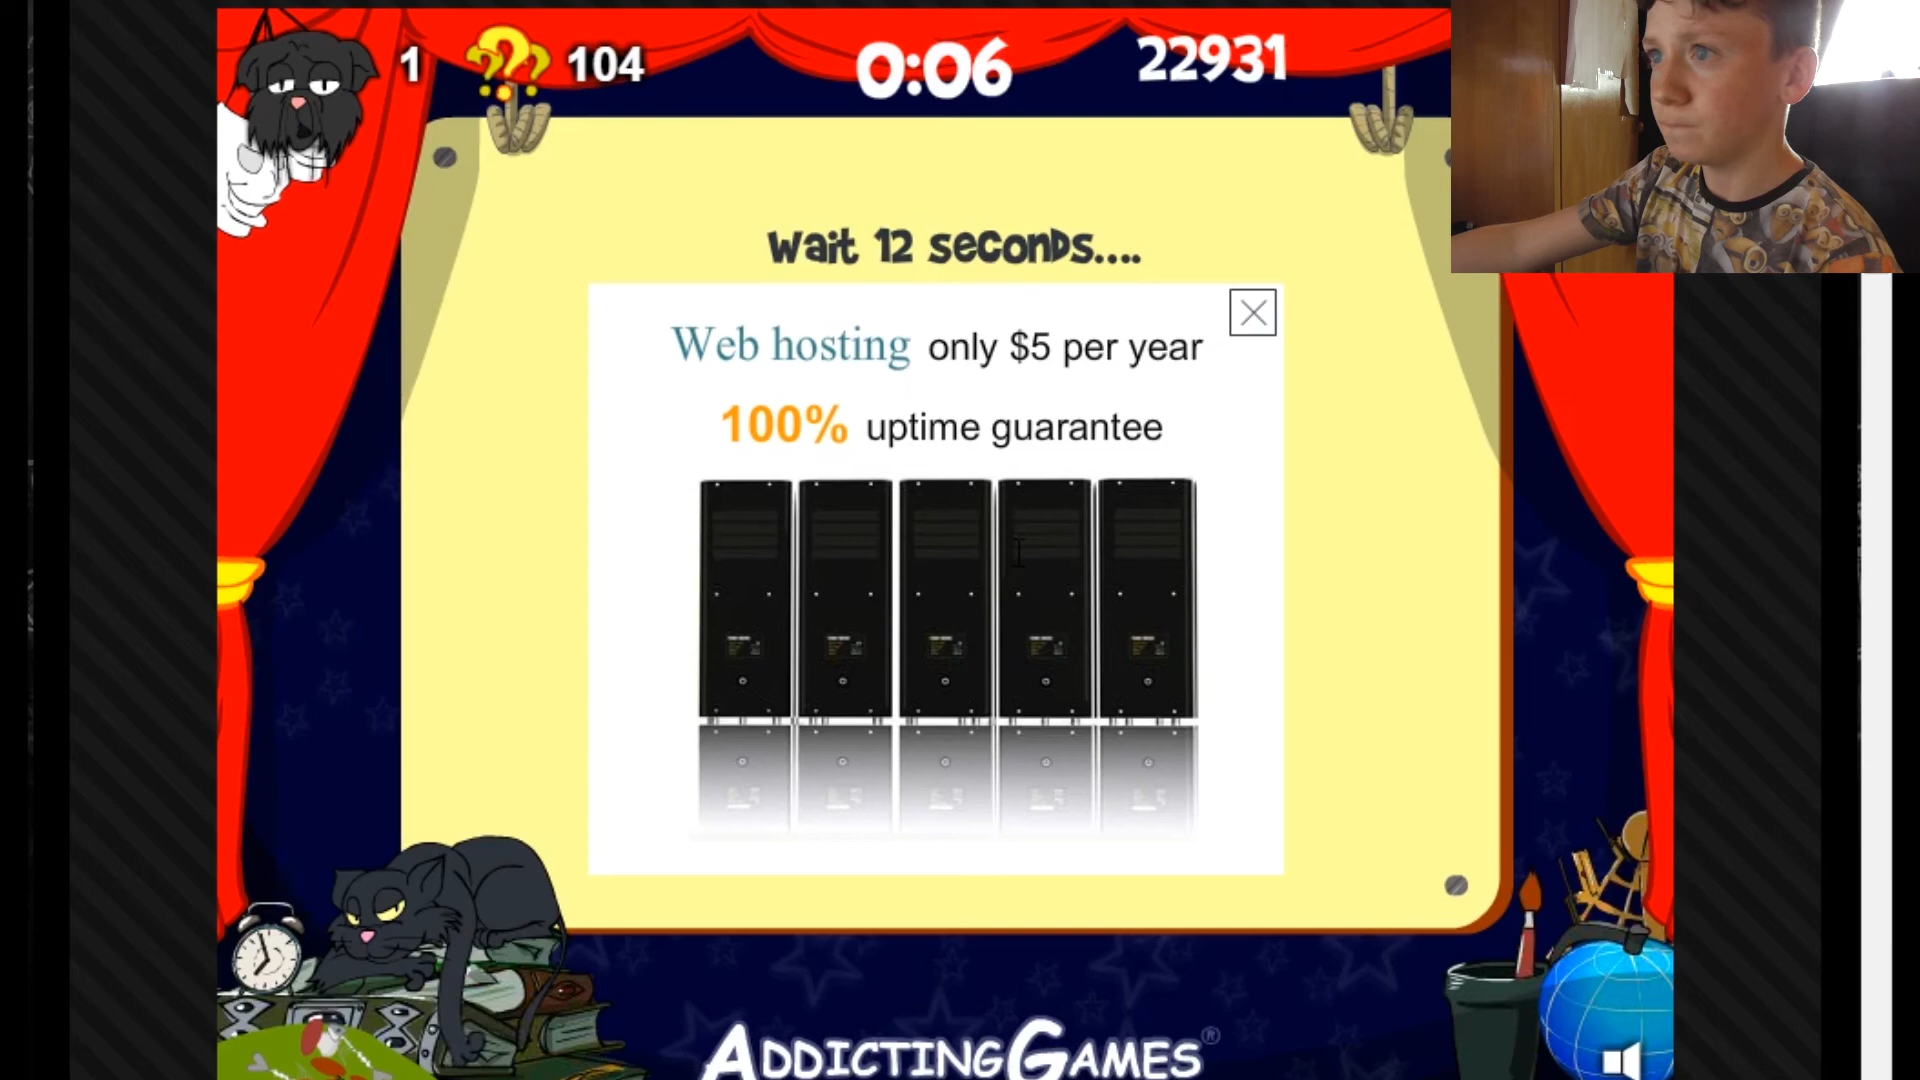 1 ??? 104 0:06 22931
Wait 12 seconds....
Web hosting only $5 per year
100% uptime guarantee
ADDICTINGGAMES®